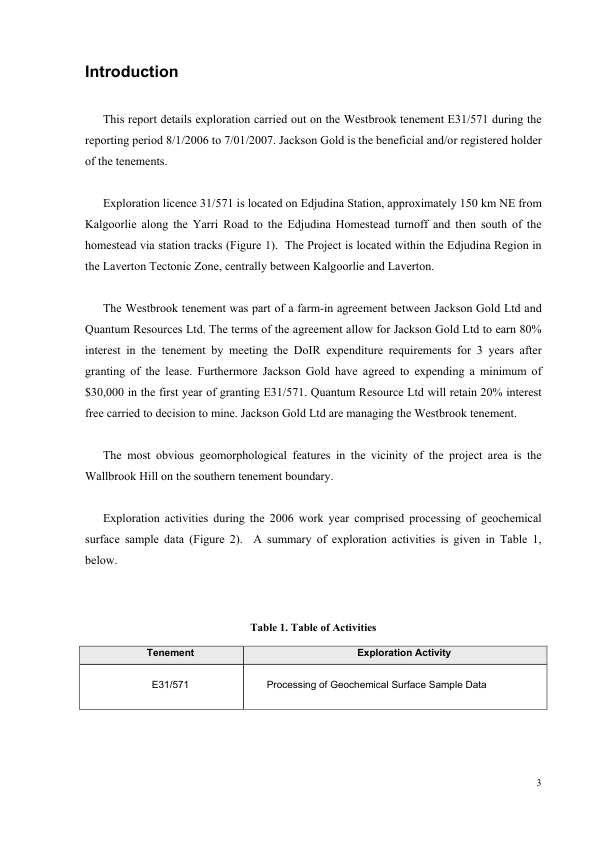 Introduction
This report details exploration carried out on the Westbrook tenement E31/571 during the
reporting period 8/1/2006 to 7/01/2007. Jackson Gold is the beneficial and/or registered holder
of the tenements.
Exploration licence 31/571 is located on Edjudina Station, approximately 150 km NE from
Kalgoorlie along the Yarri Road to the Edjudina Homestead turnoff and then south of the
homestead via station tracks (Figure 1).  The Project is located within the Edjudina Region in
the Laverton Tectonic Zone, centrally between Kalgoorlie and Laverton.
The Westbrook tenement was part of a farm-in agreement between Jackson Gold Ltd and
Quantum Resources Ltd. The terms of the agreement allow for Jackson Gold Ltd to earn 80%
interest in the tenement by meeting the DoIR expenditure requirements for 3 years after
granting of the lease. Furthermore Jackson Gold have agreed to expending a minimum of
$30,000 in the first year of granting E31/571. Quantum Resource Ltd will retain 20% interest
free carried to decision to mine. Jackson Gold Ltd are managing the Westbrook tenement.
The most obvious geomorphological features in the vicinity of the project area is the
Wallbrook Hill on the southern tenement boundary.
Exploration activities during the 2006 work year comprised processing of geochemical
surface sample data (Figure 2).  A summary of exploration activities is given in Table 1,
below.
Table 1. Table of Activities
Tenement Exploration Activity
E31/571 Processing of Geochemical Surface Sample Data
3